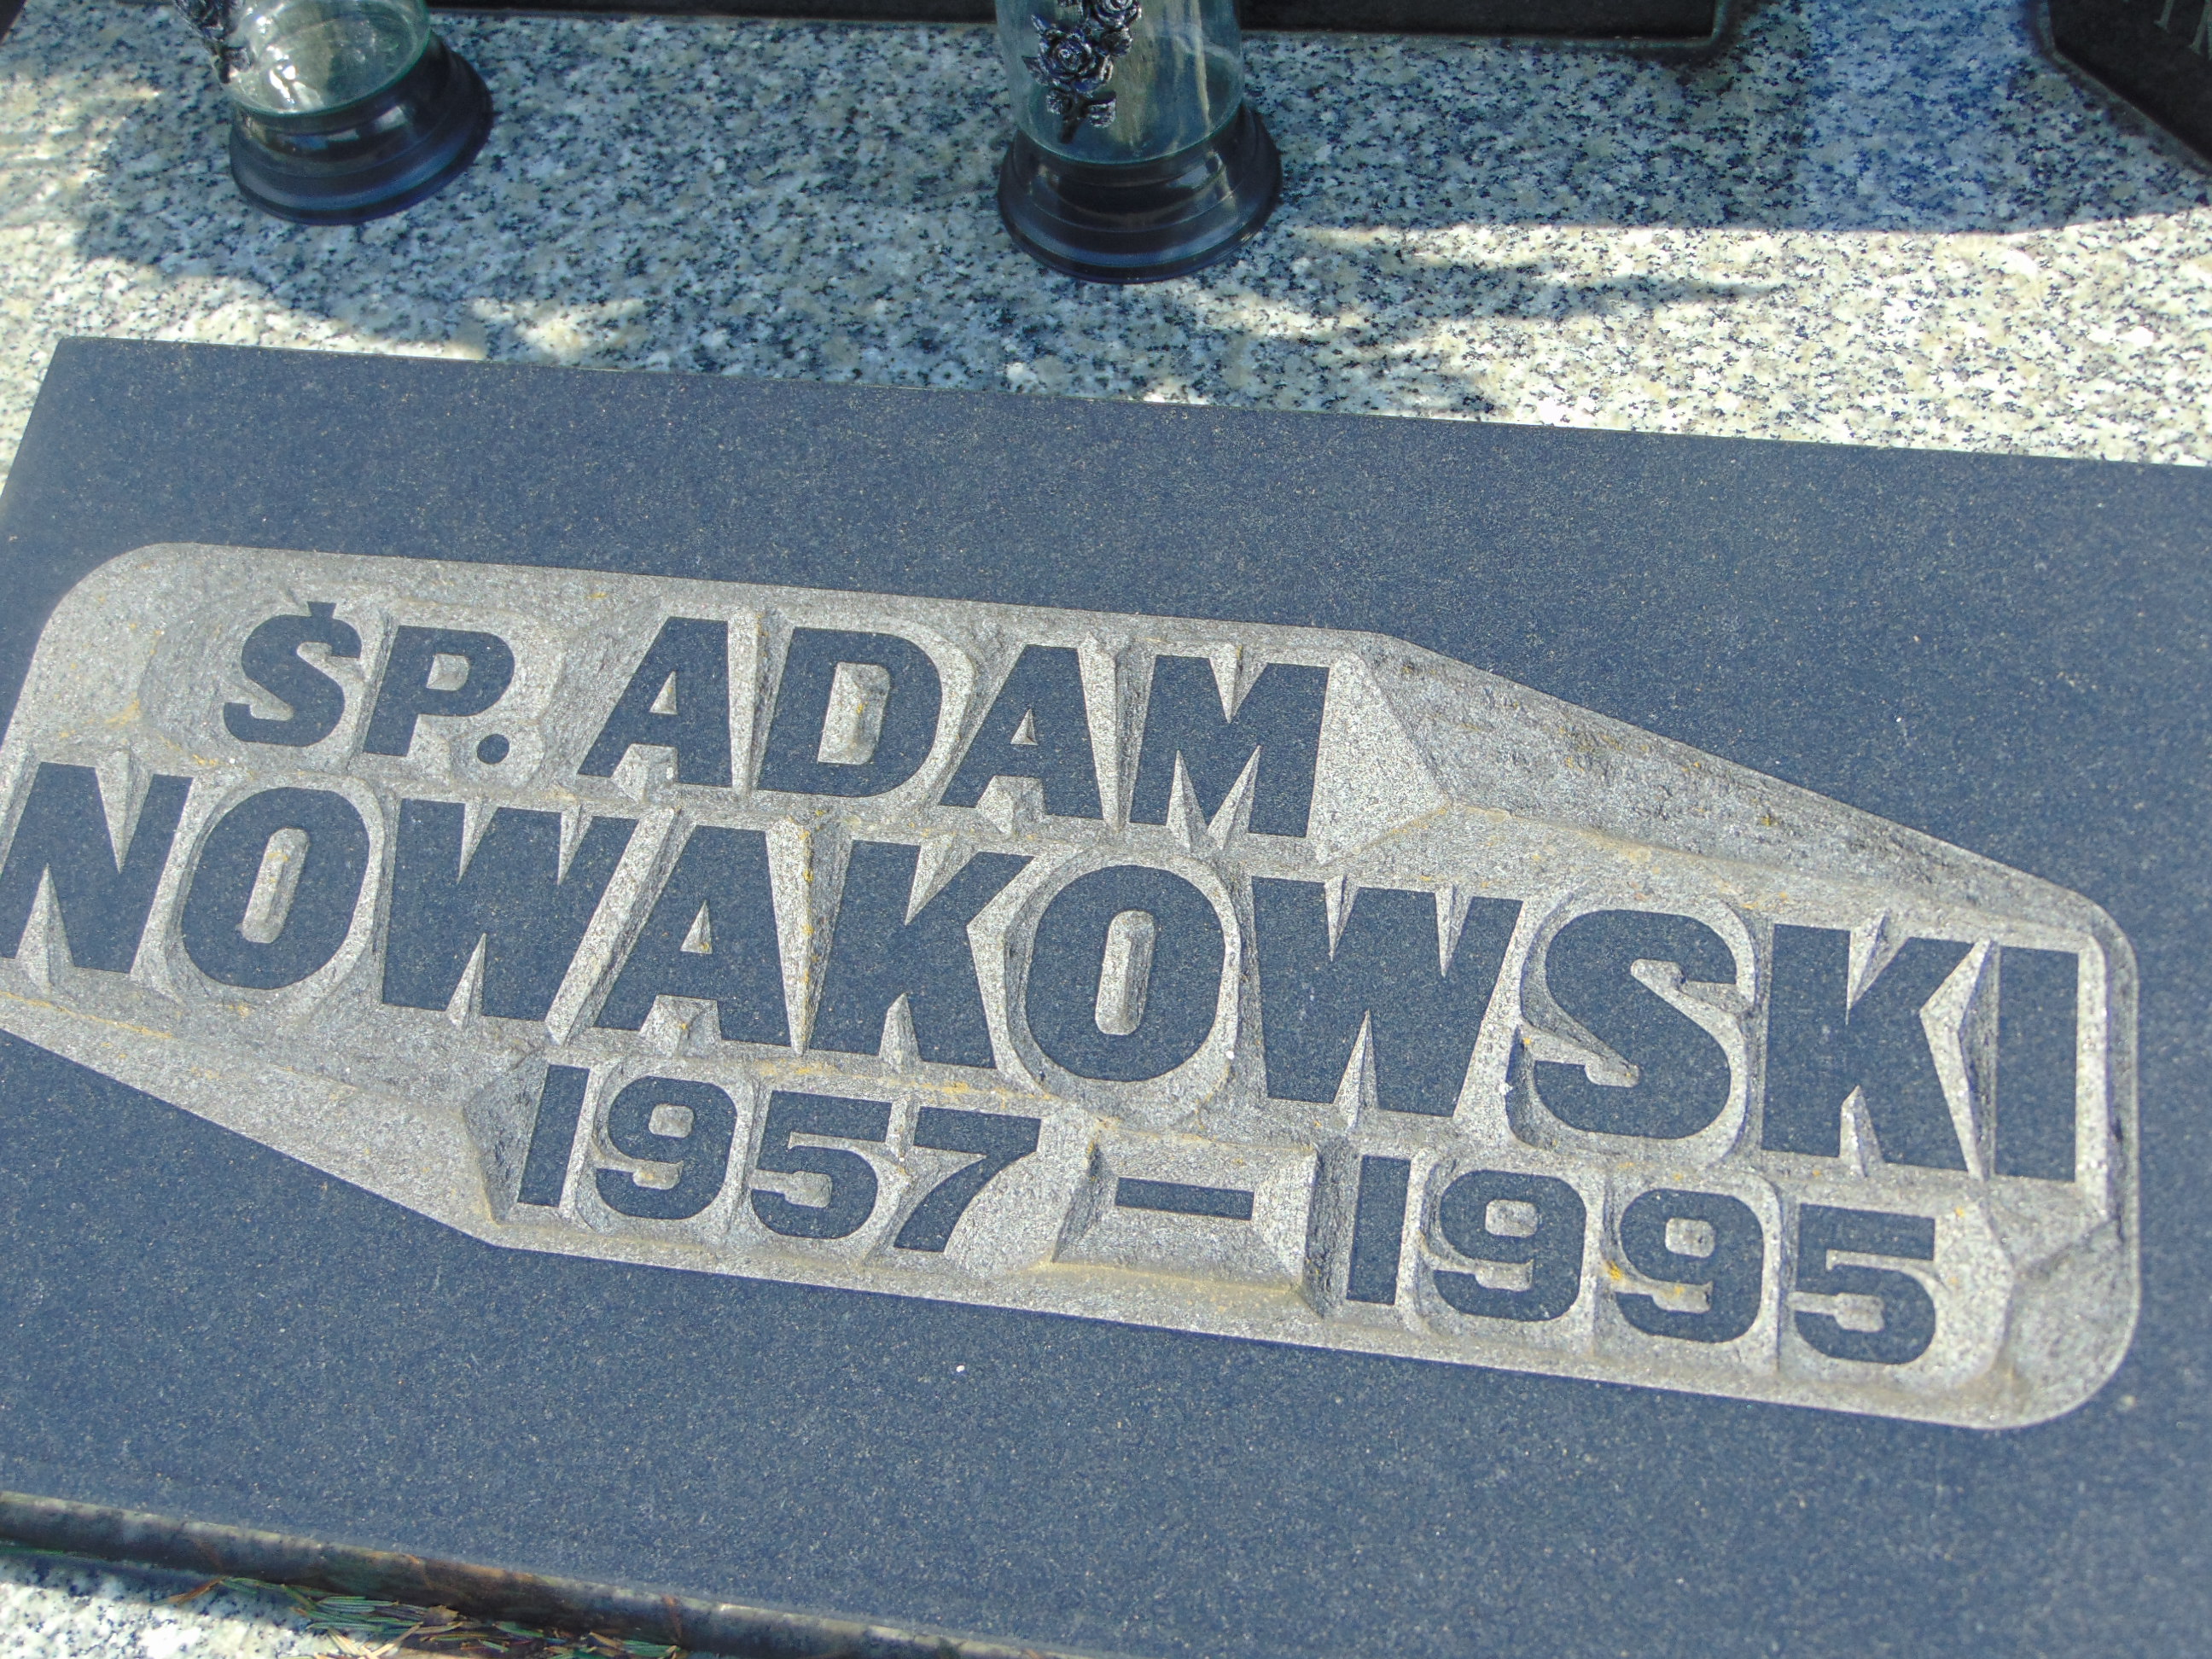 ŚP. ADAM
NOWAKOWSKI
1957 – 1995